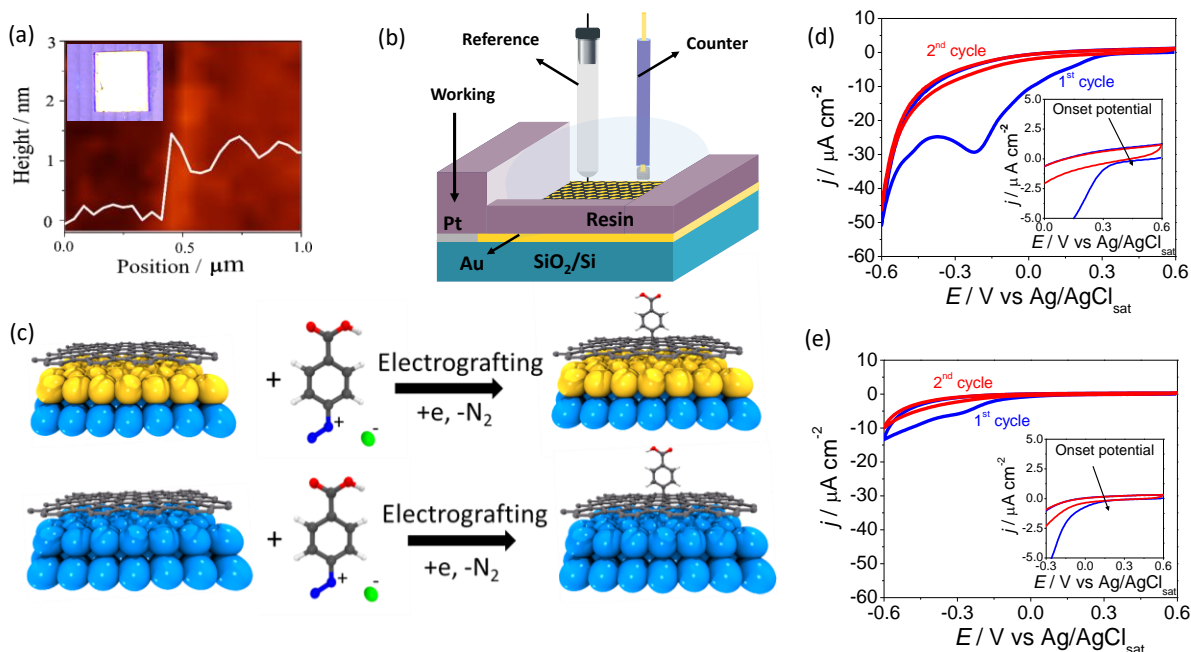 (a)
3
2
1
0
Height / nm
0.0
0.5
1.0
Position / μm
(b)
Reference
Counter
Working
Pt
Resin
Au
SiO₂/Si
(c)
+
+
-
Electrografting
+e, -N₂
+
+
-
Electrografting
+e, -N₂
(d)
10
0
-10
-20
-30
-40
-50
-60
j / μA cm⁻²
2nd cycle
1st cycle
Onset potential
5.0
2.5
0.0
-2.5
-5.0
j / μA cm⁻²
0.0 0.3 0.6
E / V vs Ag/AgClsat
-0.6 -0.3 0.0 0.3 0.6
E / V vs Ag/AgClsat
(e)
10
0
-10
-20
-30
-40
-50
-60
j / μA cm⁻²
2nd cycle
1st cycle
Onset potential
5.0
2.5
0.0
-2.5
-5.0
j / μA cm⁻²
-0.3 0.0 0.3 0.6
E / V vs Ag/AgClsat
-0.6 -0.3 0.0 0.3 0.6
E / V vs Ag/AgClsat